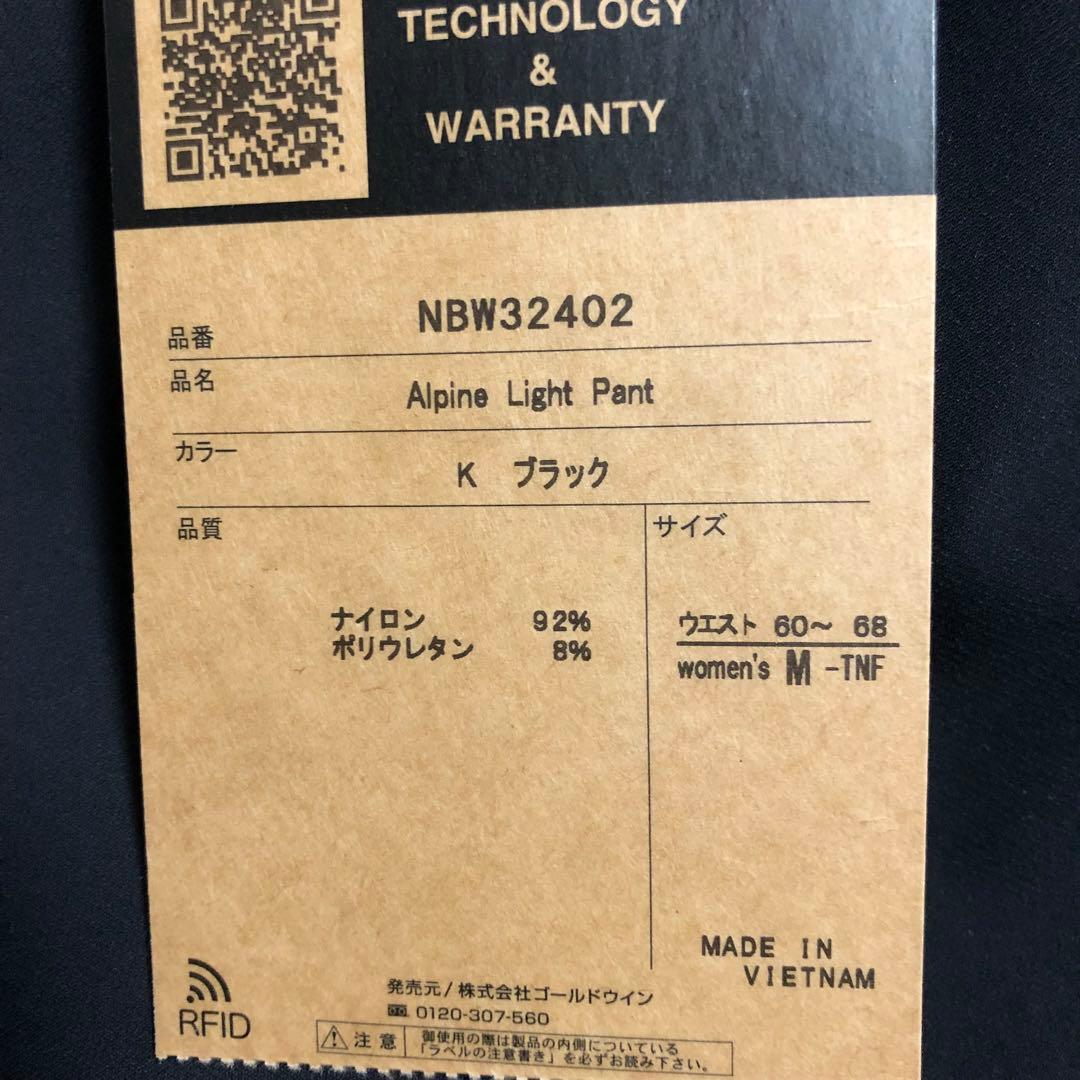 TECHNOLOGY
&
WARRANTY
品番 NBW32402
品名 Alpine Light Pant
カラー K ブラック
品質
ナイロン 92%
ポリウレタン 8%
サイズ
ウエスト 60～ 68
women's M -TNF
MADE IN
VIETNAM
RFID
発売元/株式会社ゴールドウイン
0120-307-560
注意
御使用の際は製品の内側についている
「ラベルの注意書き」を必ずお読み下さい。